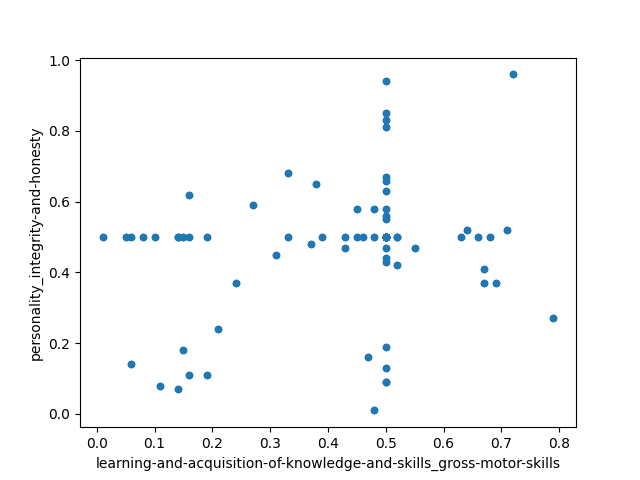 1.0
0.8
0.6
0.4
0.2
0.0
personality_integrity-and-honesty
0.0 0.1 0.2 0.3 0.4 0.5 0.6 0.7 0.8
learning-and-acquisition-of-knowledge-and-skills_gross-motor-skills